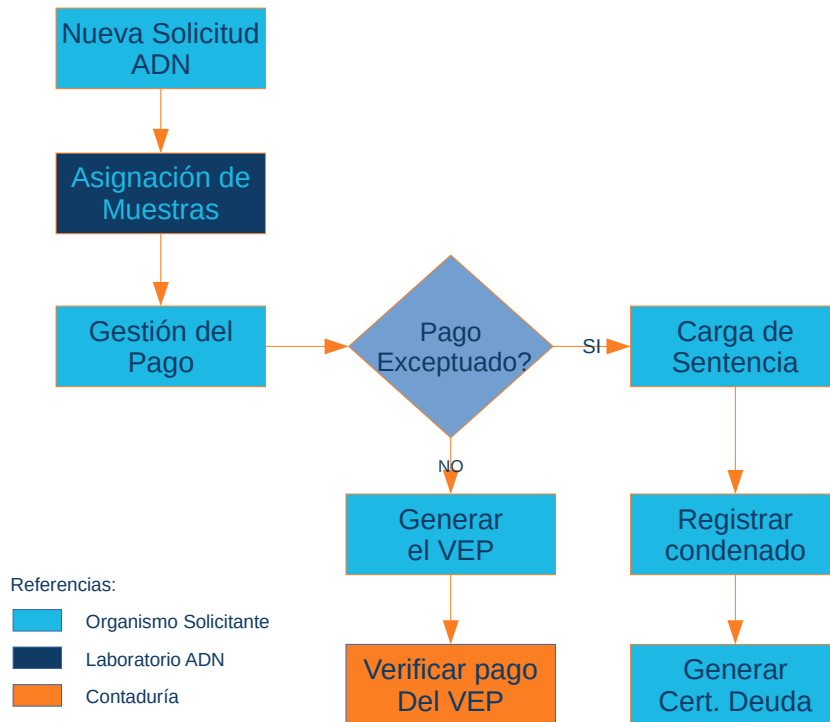 Nueva Solicitud
ADN
Asignación de
Muestras
Gestión del
Pago
Pago
Exceptuado?
SI
Carga de
Sentencia
NO
Generar
el VEP
Registrar
condenado
Verificar pago
Del VEP
Generar
Cert. Deuda
Referencias:
Organismo Solicitante
Laboratorio ADN
Contaduría